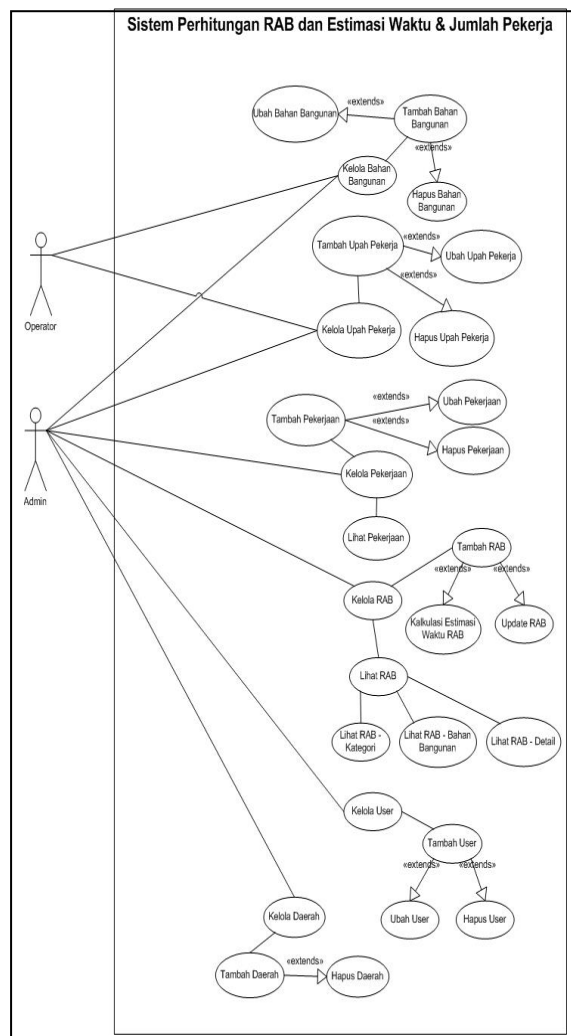 Sistem Perhitungan RAB dan Estimasi Waktu & Jumlah Pekerja
Ubah Bahan Bangunan
«extends»
Tambah Bahan
Bangunan
«extends»
Kelola Bahan
Bangunan
Hapus Bahan
Bangunan
Tambah Upah Pekerja
«extends»
Ubah Upah Pekerja
«extends»
Operator
Kelola Upah Pekerja
Hapus Upah Pekerja
Tambah Pekerjaan
«extends»
Ubah Pekerjaan
«extends»
Hapus Pekerjaan
Kelola Pekerjaan
Admin
Lihat Pekerjaan
Tambah RAB
«extends»
«extends»
Kelola RAB
Kalkulasi Estimasi
Waktu RAB
Update RAB
Lihat RAB
Lihat RAB -
Kategori
Lihat RAB - Bahan
Bangunan
Lihat RAB - Detail
Kelola User
Tambah User
«extends»
«extends»
Ubah User
Hapus User
Kelola Daerah
Tambah Daerah
«extends»
Hapus Daerah